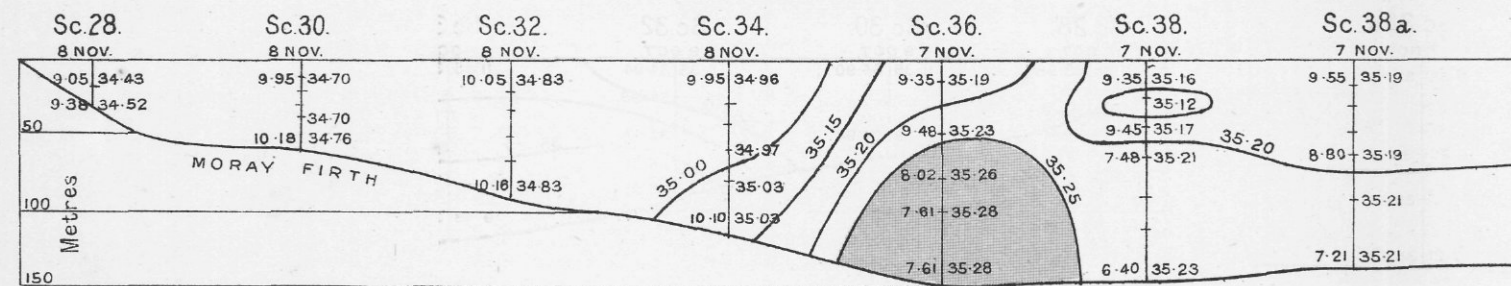 Sc.28. Sc.30. Sc.32. Sc.34. Sc.36. Sc.38. Sc.38a.
8 NOV. 8 NOV. 8 NOV. 8 NOV. 7 NOV. 7 NOV. 7 NOV.
9·05 34·43 9·95 34·70 10·05 34·83 9·95 34·96 9·35 35·19 9·35 35·16 9·55 35·19
9·38 34·52 35·12
34·70
50 10·18 34·76 9·48 35·23 9·45 35·17
35·15 35·20 35·20
34·97 7·48 35·21 8·80 35·19
MORAY FIRTH
35·00 35·25
10·16 34·83 35·03 8·02 35·26
35·21
100 10·10 35·03 7·61 35·28
Metres
150 7·61 35·28 6·40 35·23 7·21 35·21